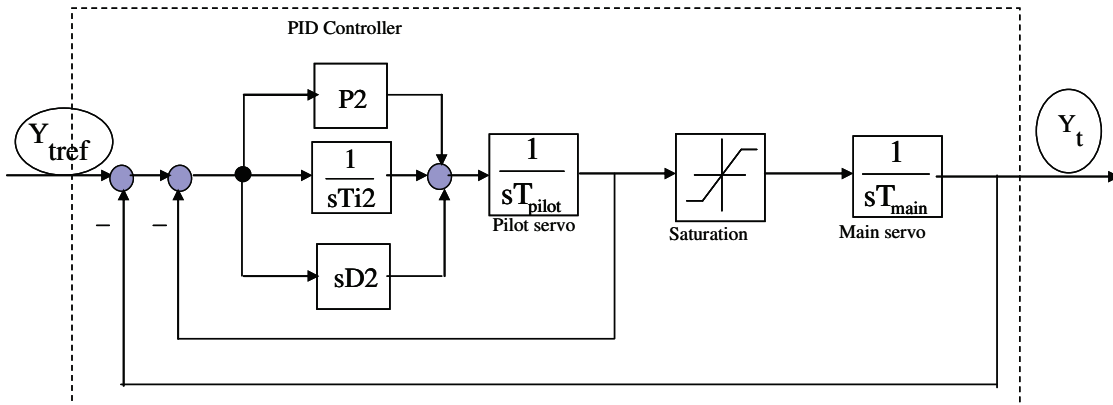 PID Controller
P2
Y
tref
1
sTi2
sD2
1
sT pilot
Pilot servo
Saturation
1
sT main
Main servo
Y
t
–
–